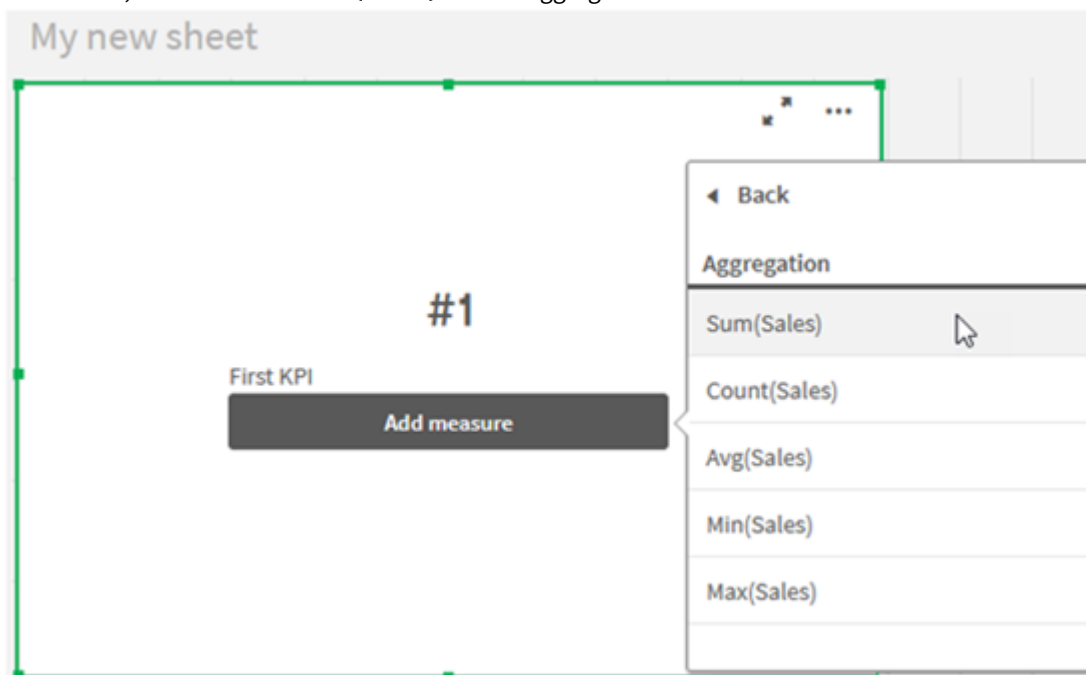 My new sheet
Back
Aggregation
#1
Sum(Sales)
First KPI
Count(Sales)
Add measure
Avg(Sales)
Min(Sales)
Max(Sales)